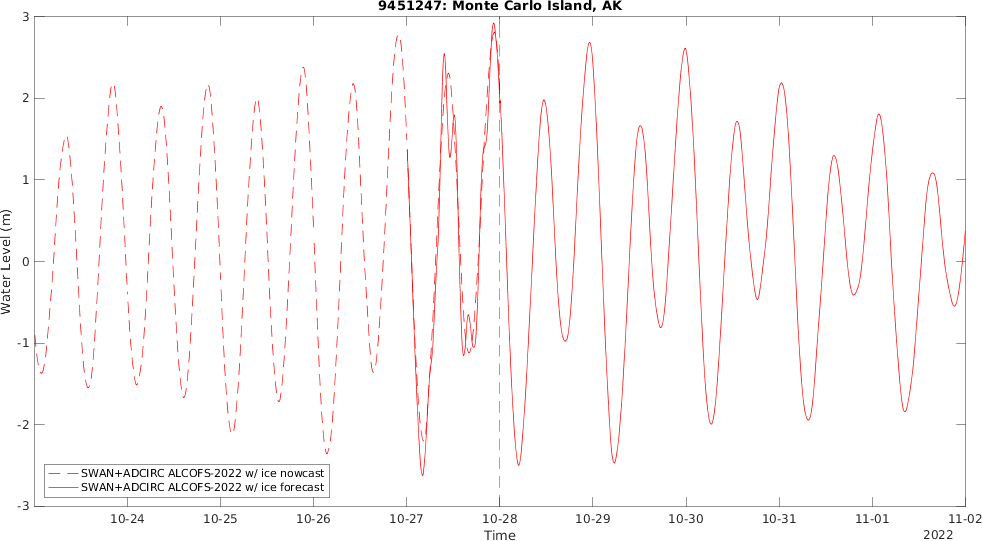 9451247: Monte Carlo Island, AK
3
2
1
0
-1
-2
-3
Water Level (m)
SWAN+ADCIRC ALCOFS-2022 w/ ice nowcast
SWAN+ADCIRC ALCOFS-2022 w/ ice forecast
10-24 10-25 10-26 10-27 10-28 10-29 10-30 10-31 11-01 11-02
Time
2022